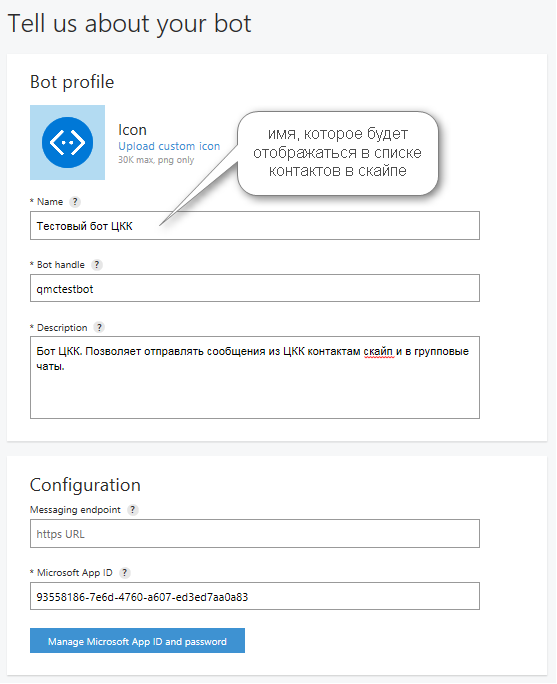 Tell us about your bot
Bot profile
Icon
Upload custom icon
30K max, png only
имя, которое будет
отображаться в списке
контактов в скайпе
* Name ?
Тестовый бот ЦКК
* Bot handle ?
qmctestbot
* Description ?
Бот ЦКК. Позволяет отправлять сообщения из ЦКК контактам скайп и в групповые
чаты.
Configuration
Messaging endpoint ?
https URL
* Microsoft App ID ?
93558186-7e6d-4760-a607-ed3ed7aa0a83
Manage Microsoft App ID and password